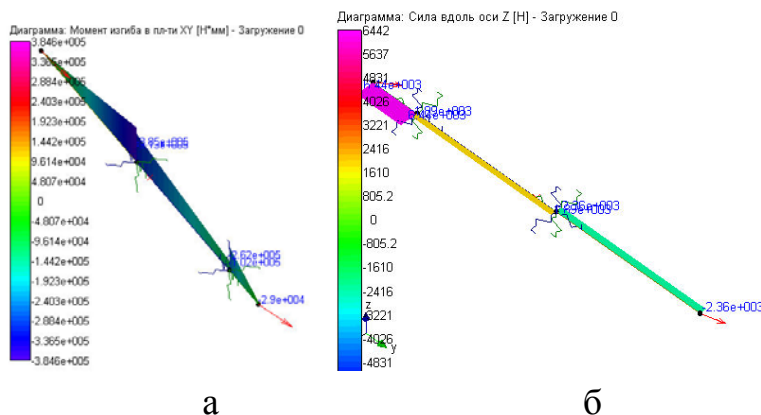 Диаграмма: Момент изгиба в пл-ти XY [Н*мм] - Загружение 0
3.846e+005
3.365e+005
2.884e+005
2.403e+005
1.923e+005
1.442e+005
9.614e+004
4.807e+004
0
-4.807e+004
-9.614e+004
-1.442e+005
-1.923e+005
-2.403e+005
-2.884e+005
-3.365e+005
-3.846e+005
-2.9e+004
а
Диаграмма: Сила вдоль оси Z [Н] - Загружение 0
6442
5637
4831
4026
3221
2416
1610
805.2
0
-805.2
-1610
-2416
-3221
-4026
-4831
-2.36e+003
z
y
б